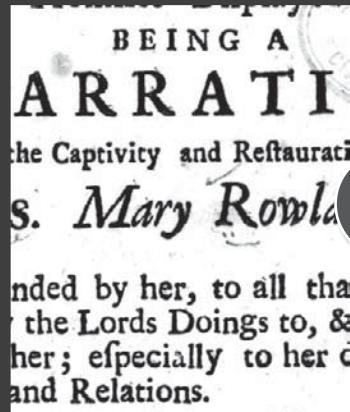 BEING A
ARRATI
the Captivity and Reſtaurati
s. Mary Rowla
nded by her, to all tha
the Lords Doings to, &
her; eſpecially to her d
and Relations.